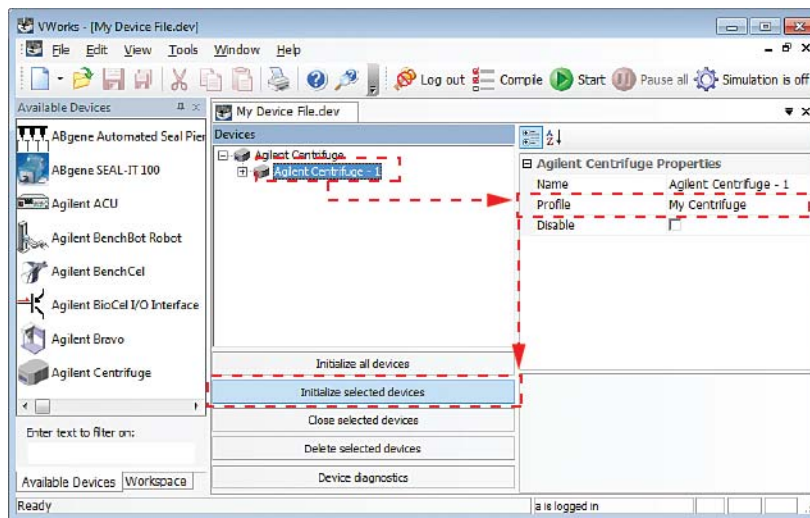 VWorks - [My Device File.dev]
File Edit View Tools Window Help
Log out Compile Start Pause all Simulation is off
Available Devices
My Device File.dev
ABgene Automated Seal Pier
ABgene SEAL-IT 100
Agilent ACU
Agilent BenchBot Robot
Agilent BenchCel
Agilent BioCel I/O Interface
Agilent Bravo
Agilent Centrifuge
Enter text to filter on:
Available Devices Workspace
Devices
Agilent Centrifuge
Agilent Centrifuge - 1
Initialize all devices
Initialize selected devices
Close selected devices
Delete selected devices
Device diagnostics
Agilent Centrifuge Properties
Name Agilent Centrifuge - 1
Profile My Centrifuge
Disable
Ready
a is logged in